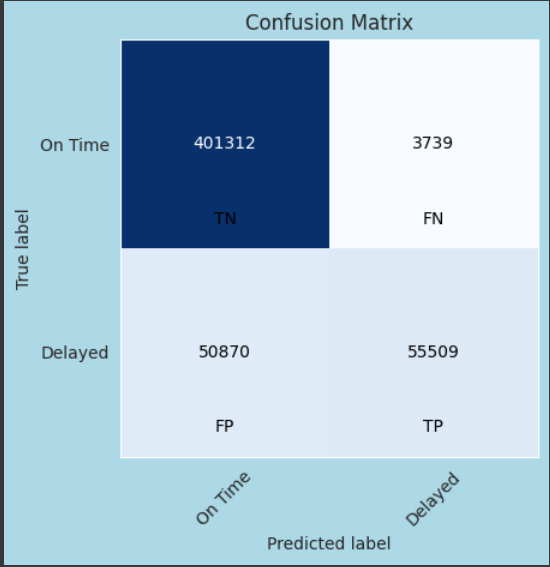 Confusion Matrix
True label
On Time
401312
3739
TN
FN
Delayed
50870
55509
FP
TP
On Time
Delayed
Predicted label